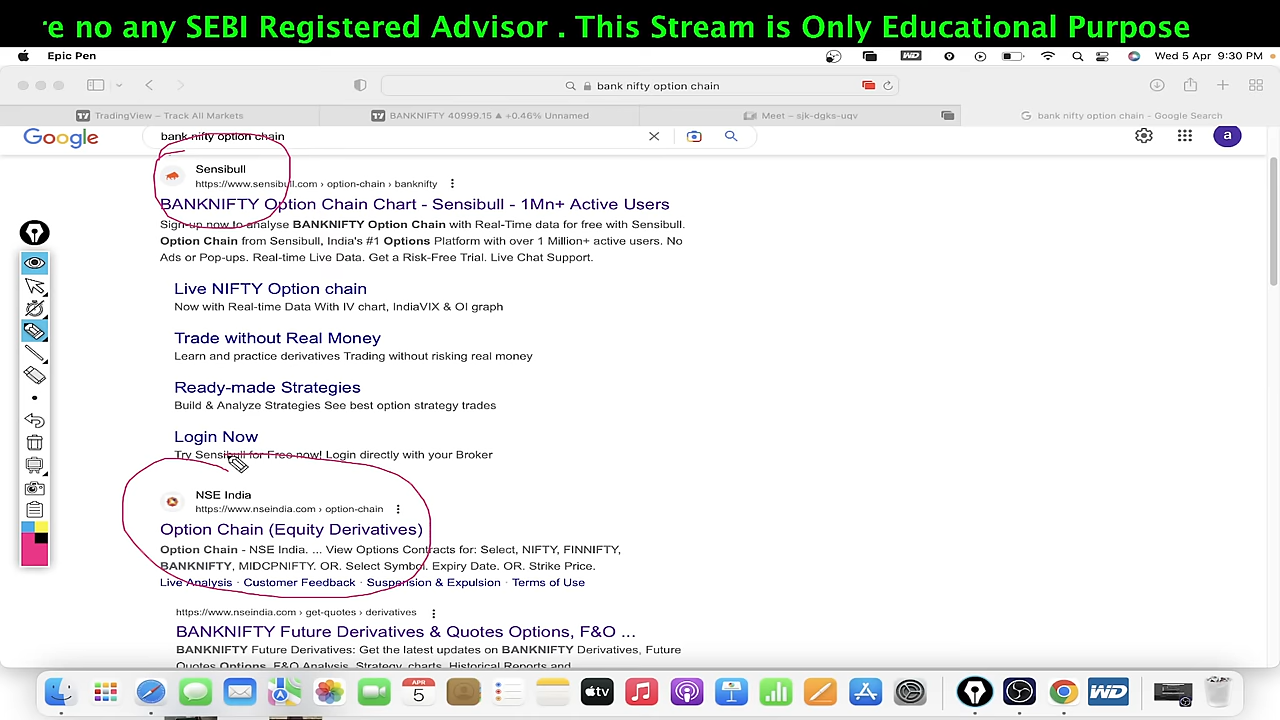 're no any SEBI Registered Advisor . This Stream is Only Educational Purpose
Epic Pen
WD
Wed 5 Apr 9:30 PM
bank nifty option chain
TradingView – Track All Markets
BANKNIFTY 40999.15 ▲ +0.46% Unnamed
Meet – sjk-dgks-uqv
bank nifty option chain - Google Search
Google
bank nifty option chain
a
Sensibull
https://www.sensibull.com › option-chain › banknifty
BANKNIFTY Option Chain Chart - Sensibull - 1Mn+ Active Users
Sign-up now to analyse BANKNIFTY Option Chain with Real-Time data for free with Sensibull.
Option Chain from Sensibull, India's #1 Options Platform with over 1 Million+ active users. No
Ads or Pop-ups. Real-time Live Data. Get a Risk-Free Trial. Live Chat Support.
Live NIFTY Option chain
Now with Real-time Data With IV chart, IndiaVIX & OI graph
Trade without Real Money
Learn and practice derivatives Trading without risking real money
Ready-made Strategies
Build & Analyze Strategies See best option strategy trades
Login Now
Try Sensibull for Free now! Login directly with your Broker
NSE India
https://www.nseindia.com › option-chain
Option Chain (Equity Derivatives)
Option Chain - NSE India. ... View Options Contracts for: Select, NIFTY, FINNIFTY,
BANKNIFTY, MIDCPNIFTY. OR. Select Symbol. Expiry Date. OR. Strike Price.
Live Analysis · Customer Feedback · Suspension & Expulsion · Terms of Use
https://www.nseindia.com › get-quotes › derivatives
BANKNIFTY Future Derivatives & Quotes Options, F&O ...
BANKNIFTY Future Derivatives: Get the latest updates on BANKNIFTY Derivatives, Future
Quotes Options, F&O Analysis, Strategy, charts, Historical Reports and
APR
5
tv
WD